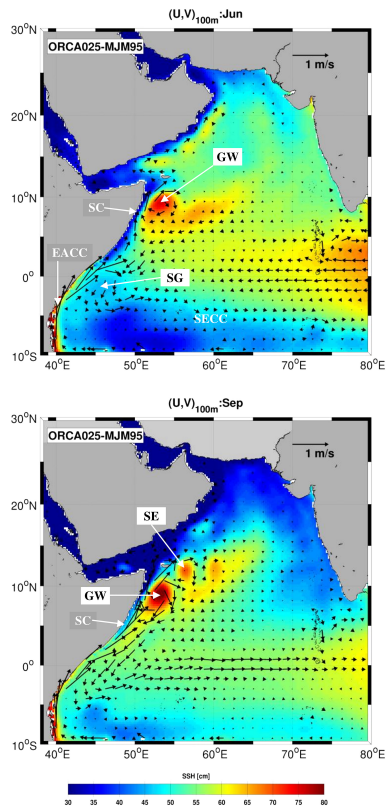 (U,V)100m:Jun
30°N
ORCA025-MJM95
1 m/s
20°N
GW
10°N
SC
EACC
0°
SG
SECC
10°S
40°E 50°E 60°E 70°E 80°E
(U,V)100m:Sep
30°N
ORCA025-MJM95
1 m/s
20°N
SE
10°N
GW
SC
0°
10°S
40°E 50°E 60°E 70°E 80°E
SSH [cm]
30 35 40 45 50 55 60 65 70 75 80